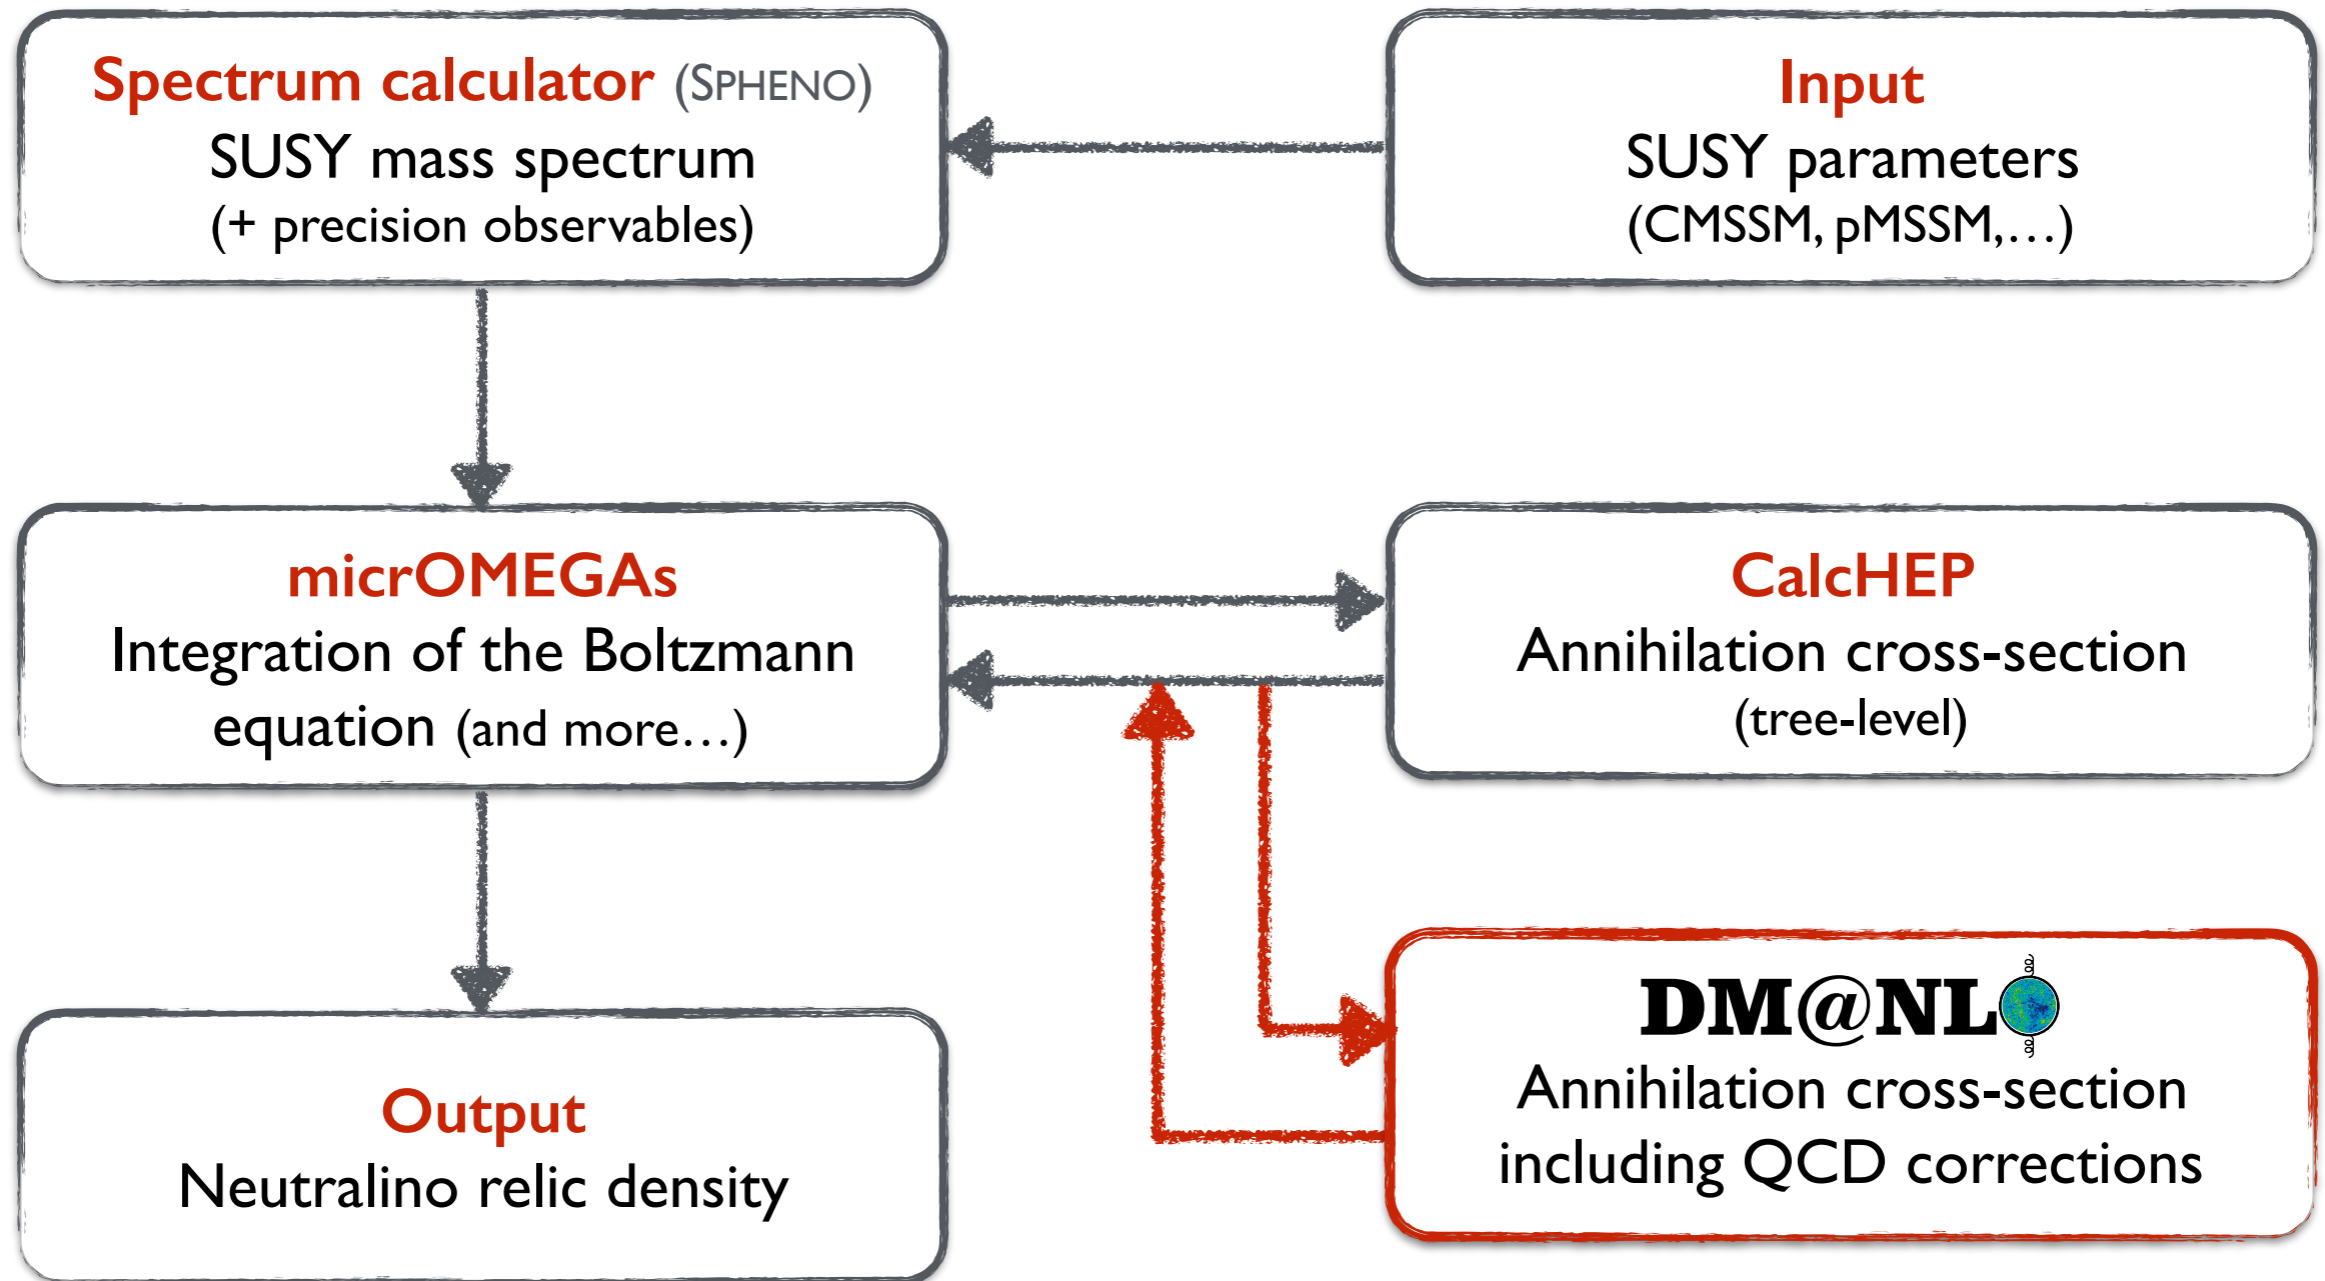 Spectrum calculator (SPHENO)
SUSY mass spectrum
(+ precision observables)
Input
SUSY parameters
(CMSSM, pMSSM,…)
micrOMEGAs
Integration of the Boltzmann
equation (and more…)
CalcHEP
Annihilation cross-section
(tree-level)
Output
Neutralino relic density
DM@NLO
Annihilation cross-section
including QCD corrections